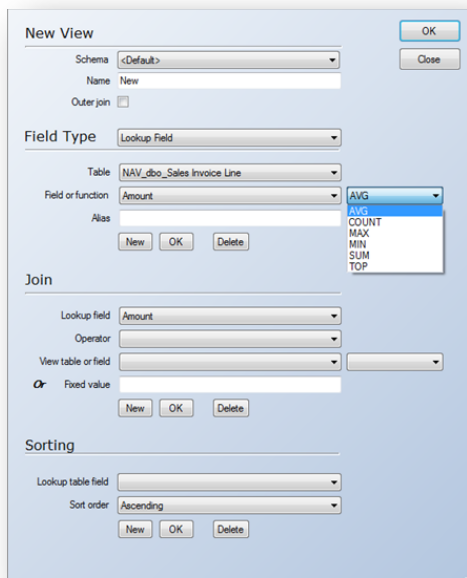 New View
OK
Schema <Default>
Close
Name New
Outer join
Field Type Lookup Field
Table NAV_dbo_Sales Invoice Line
Field or function Amount AVG
AVG
Alias
COUNT
MAX
New OK Delete
MIN
SUM
TOP
Join
Lookup field Amount
Operator
View table or field
Or Fixed value
New OK Delete
Sorting
Lookup table field
Sort order Ascending
New OK Delete